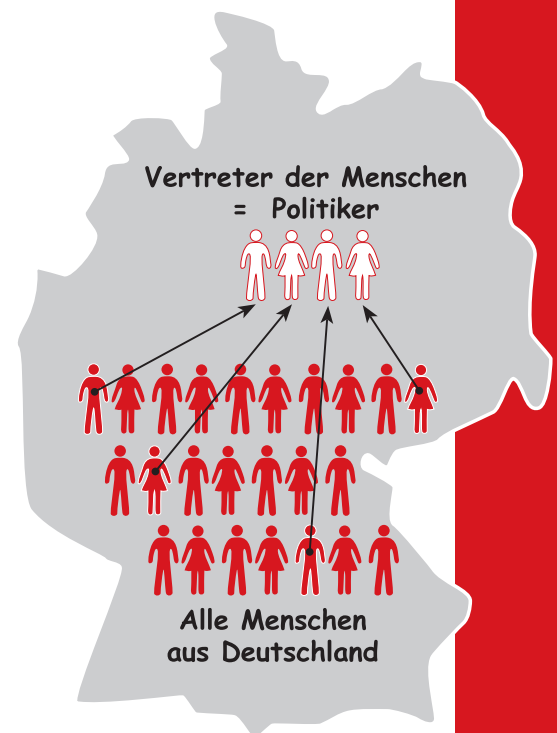 Vertreter der Menschen
= Politiker
Alle Menschen
aus Deutschland